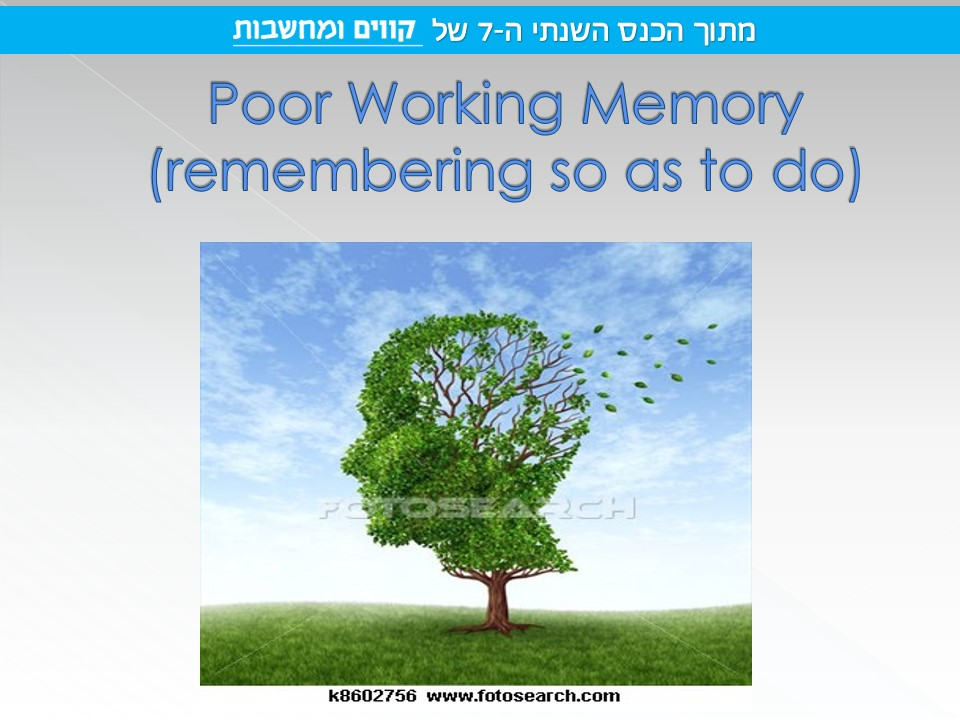 מתוך הכנס השנתי ה-7 של קווים ומחשבות
Poor Working Memory
(remembering so as to do)
FOTOSEARCH
k8602756 www.fotosearch.com